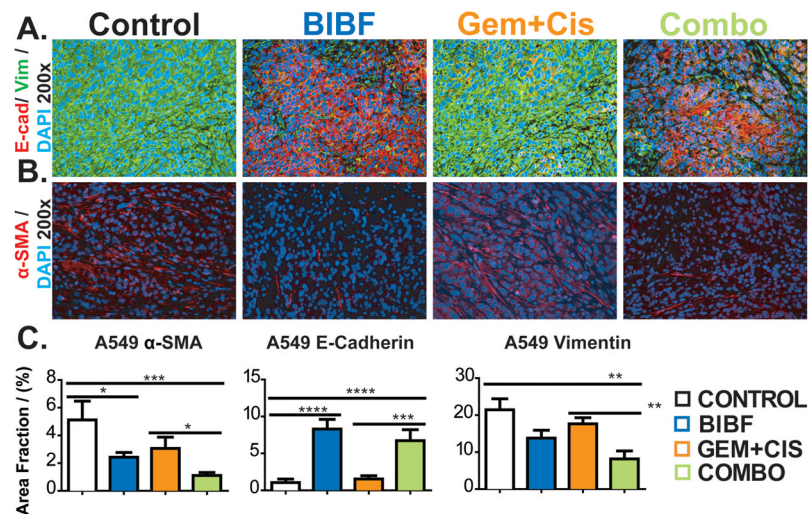 A. Control BIBF Gem+Cis Combo
E-cad/ Vim /
DAPI 200x
B.
α-SMA /
DAPI 200x
C. A549 α-SMA A549 E-Cadherin A549 Vimentin
Area Fraction / (%)
8
6
4
2
0
***
*
*
15
10
5
0
****
****
***
30
20
10
0
**
**
CONTROL
BIBF
GEM+CIS
COMBO